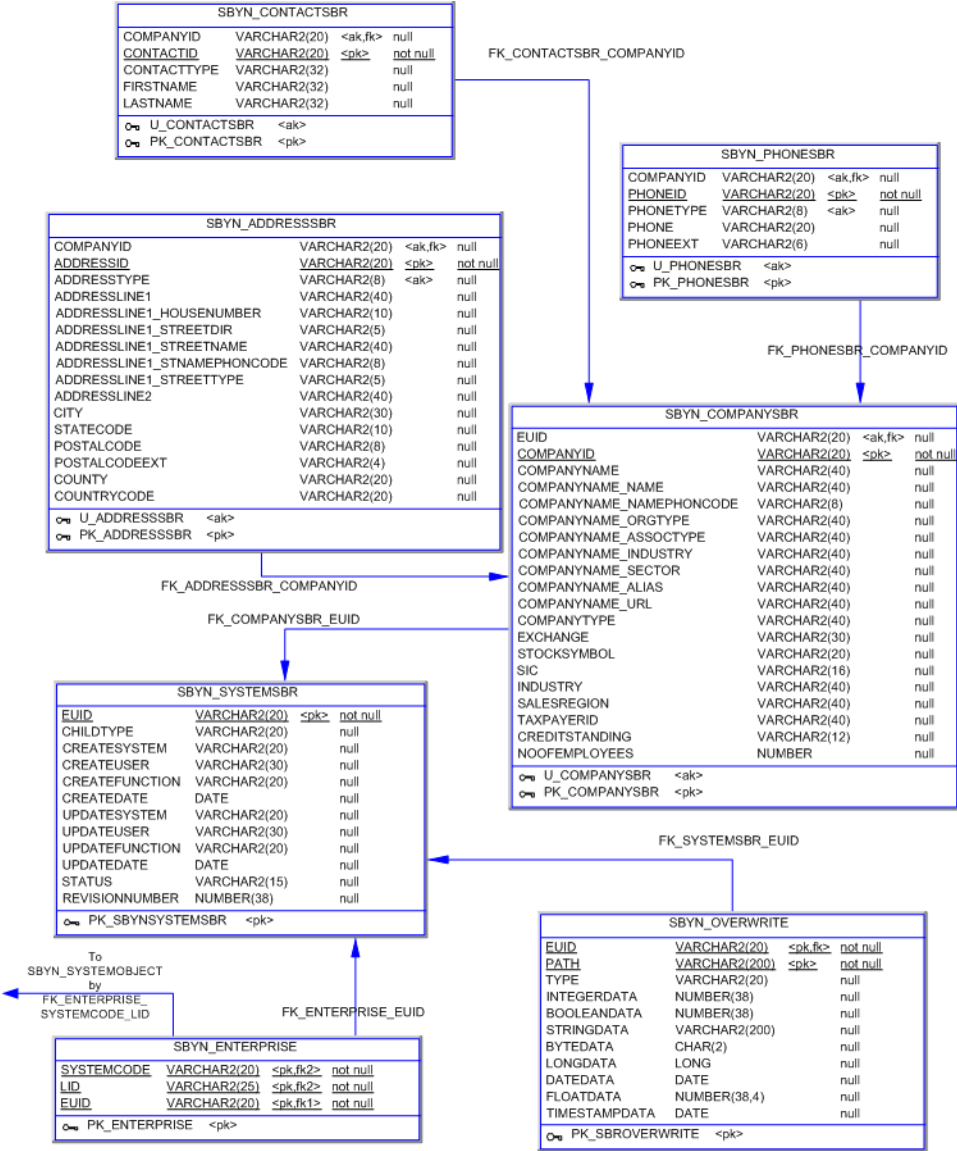 SBYN_CONTACTSBR
COMPANYID VARCHAR2(20) <ak,fk> null
CONTACTID VARCHAR2(20) <pk> not null
CONTACTTYPE VARCHAR2(32) null
FIRSTNAME VARCHAR2(32) null
LASTNAME VARCHAR2(32) null
U_CONTACTSBR <ak>
PK_CONTACTSBR <pk>
FK_CONTACTSBR_COMPANYID
SBYN_PHONESBR
COMPANYID VARCHAR2(20) <ak,fk> null
PHONEID VARCHAR2(20) <pk> not null
PHONETYPE VARCHAR2(8) <ak> null
PHONE VARCHAR2(20) null
PHONEEXT VARCHAR2(6) null
U_PHONESBR <ak>
PK_PHONESBR <pk>
FK_PHONESBR_COMPANYID
SBYN_ADDRESSSBR
COMPANYID VARCHAR2(20) <ak,fk> null
ADDRESSID VARCHAR2(20) <pk> not null
ADDRESSTYPE VARCHAR2(8) <ak> null
ADDRESSLINE1 VARCHAR2(40) null
ADDRESSLINE1_HOUSENUMBER VARCHAR2(10) null
ADDRESSLINE1_STREETDIR VARCHAR2(5) null
ADDRESSLINE1_STREETNAME VARCHAR2(40) null
ADDRESSLINE1_STNAMEPHONCODE VARCHAR2(8) null
ADDRESSLINE1_STREETTYPE VARCHAR2(5) null
ADDRESSLINE2 VARCHAR2(40) null
CITY VARCHAR2(30) null
STATECODE VARCHAR2(10) null
POSTALCODE VARCHAR2(8) null
POSTALCODEEXT VARCHAR2(4) null
COUNTY VARCHAR2(20) null
COUNTRYCODE VARCHAR2(20) null
U_ADDRESSSBR <ak>
PK_ADDRESSSBR <pk>
FK_ADDRESSSBR_COMPANYID
SBYN_COMPANYSBR
EUID VARCHAR2(20) <ak,fk> null
COMPANYID VARCHAR2(20) <pk> not null
COMPANYNAME VARCHAR2(40) null
COMPANYNAME_NAME VARCHAR2(40) null
COMPANYNAME_NAMEPHONCODE VARCHAR2(8) null
COMPANYNAME_ORGTYPE VARCHAR2(40) null
COMPANYNAME_ASSOCTYPE VARCHAR2(40) null
COMPANYNAME_INDUSTRY VARCHAR2(40) null
COMPANYNAME_SECTOR VARCHAR2(40) null
COMPANYNAME_ALIAS VARCHAR2(40) null
COMPANYNAME_URL VARCHAR2(40) null
COMPANYTYPE VARCHAR2(40) null
EXCHANGE VARCHAR2(30) null
STOCKSYMBOL VARCHAR2(20) null
SIC VARCHAR2(16) null
INDUSTRY VARCHAR2(40) null
SALESREGION VARCHAR2(40) null
TAXPAYERID VARCHAR2(40) null
CREDITSTANDING VARCHAR2(12) null
NOOFEMPLOYEES NUMBER null
U_COMPANYSBR <ak>
PK_COMPANYSBR <pk>
FK_COMPANYSBR_EUID
SBYN_SYSTEMSBR
EUID VARCHAR2(20) <pk> not null
CHILDTYPE VARCHAR2(20) null
CREATESYSTEM VARCHAR2(20) null
CREATEUSER VARCHAR2(30) null
CREATEFUNCTION VARCHAR2(20) null
CREATEDATE DATE null
UPDATESYSTEM VARCHAR2(20) null
UPDATEUSER VARCHAR2(30) null
UPDATEFUNCTION VARCHAR2(20) null
UPDATEDATE DATE null
STATUS VARCHAR2(15) null
REVISIONNUMBER NUMBER(38) null
PK_SBYNSYSTEMSBR <pk>
FK_SYSTEMSBR_EUID
SBYN_OVERWRITE
EUID VARCHAR2(20) <pk,fk> not null
PATH VARCHAR2(200) <pk> not null
TYPE VARCHAR2(20) null
INTEGERDATA NUMBER(38) null
BOOLEANDATA NUMBER(38) null
STRINGDATA VARCHAR2(200) null
BYTEDATA CHAR(2) null
LONGDATA LONG null
DATEDATA DATE null
FLOATDATA NUMBER(38,4) null
TIMESTAMPDATA DATE null
PK_SBROVERWRITE <pk>
To
SBYN_SYSTEMOBJECT
by
FK_ENTERPRISE_
SYSTEMCODE_LID
FK_ENTERPRISE_EUID
SBYN_ENTERPRISE
SYSTEMCODE VARCHAR2(20) <pk,fk2> not null
LID VARCHAR2(25) <pk,fk2> not null
EUID VARCHAR2(20) <pk,fk1> not null
PK_ENTERPRISE <pk>